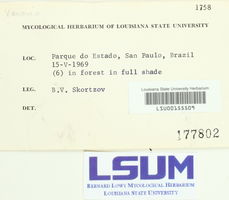 1758
MYCOLOGICAL HERBARIUM OF LOUISIANA STATE UNIVERSITY
LOC. Parque do Estado, San Paulo, Brazil
15-V-1969
(6) in forest in full shade
LEG. B.V. Skortzov
DET.
Louisiana State University Herbarium
LSU00155509
177802
LSUM
BERNARD LOWY MYCOLOGICAL HERBARIUM
LOUISIANA STATE UNIVERSITY